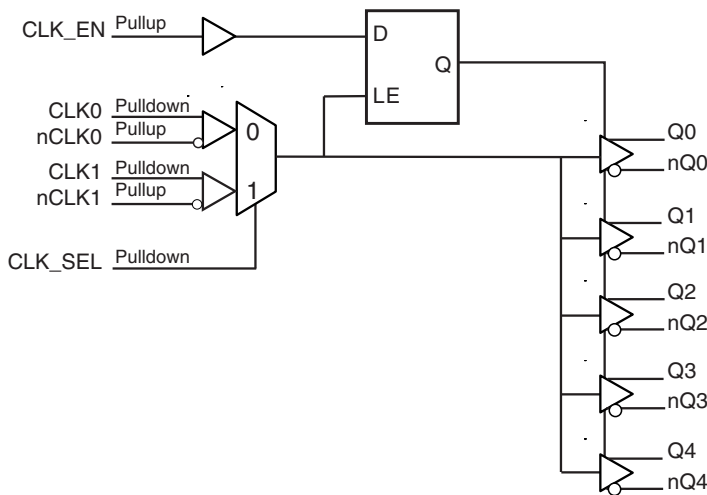 CLK_EN Pullup
D
Q
LE
CLK0 Pulldown
nCLK0 Pullup
0
CLK1 Pulldown
nCLK1 Pullup
1
CLK_SEL Pulldown
Q0
nQ0
Q1
nQ1
Q2
nQ2
Q3
nQ3
Q4
nQ4